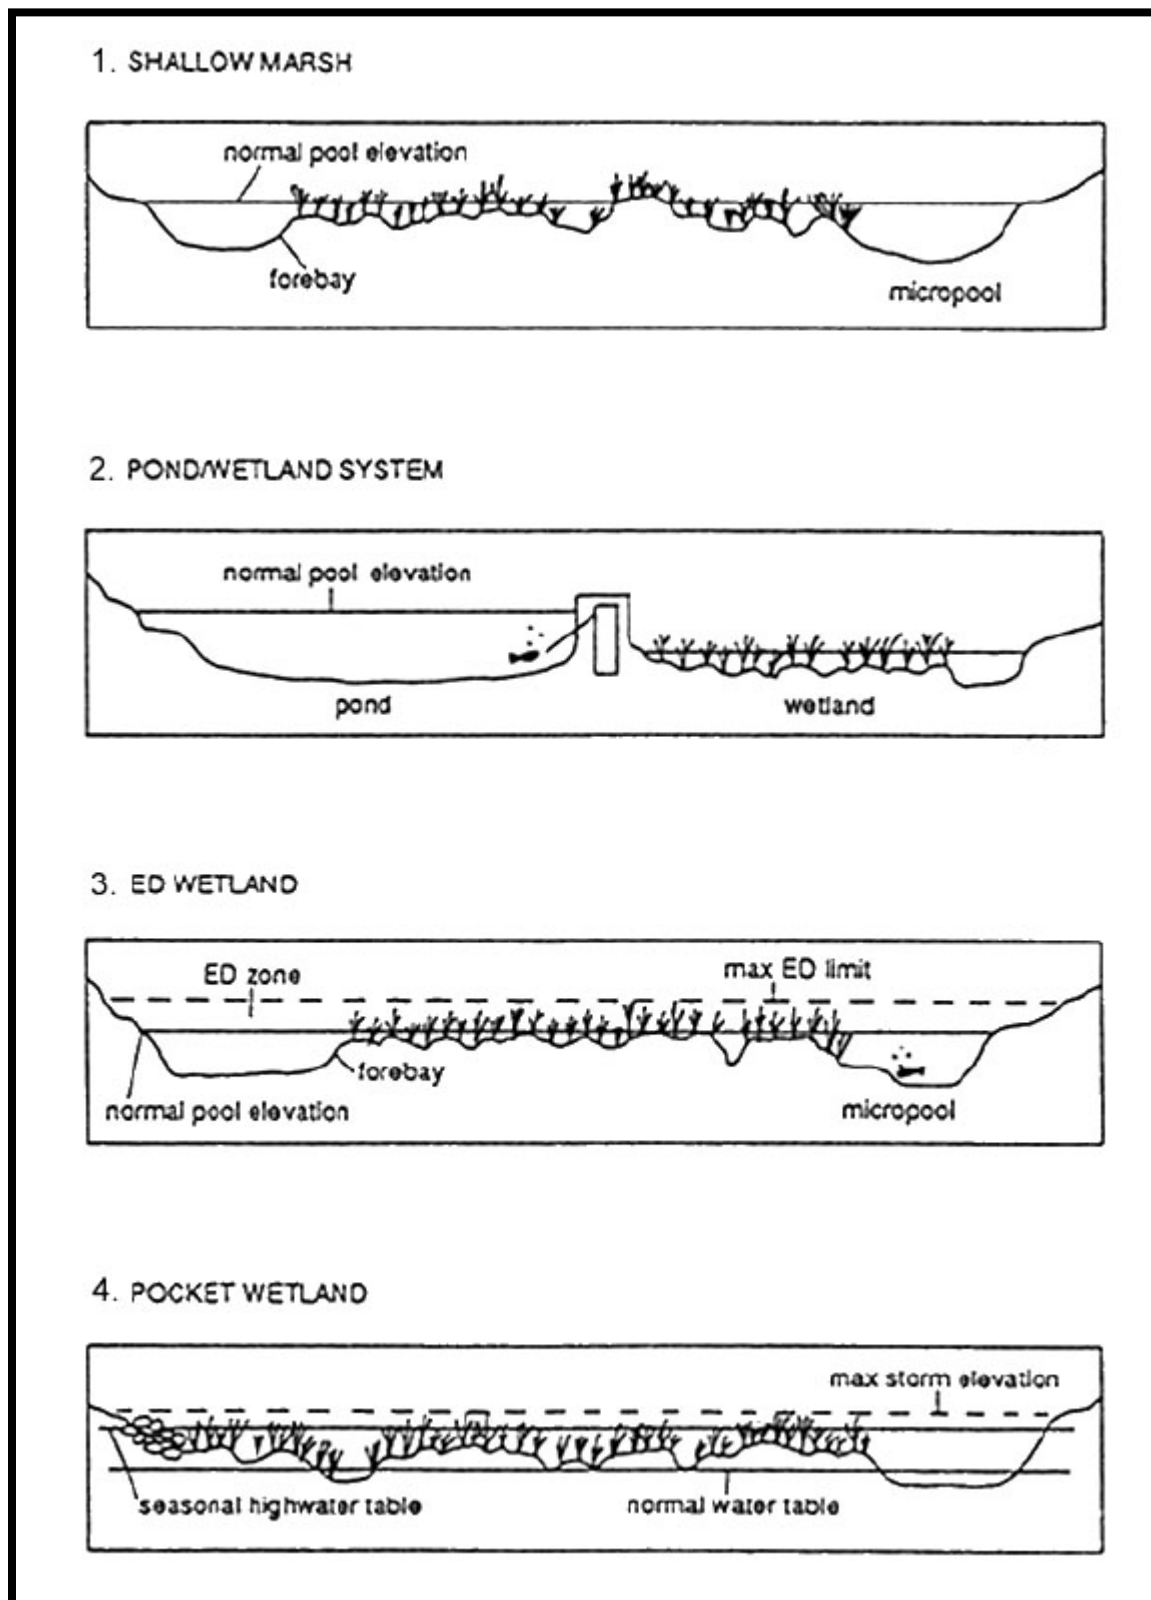 1. SHALLOW MARSH
normal pool elevation
forebay
micropool
2. POND/WETLAND SYSTEM
normal pool elevation
pond
wetland
3. ED WETLAND
ED zone
max ED limit
forebay
normal pool elevation
micropool
4. POCKET WETLAND
max storm elevation
seasonal highwater table
normal water table